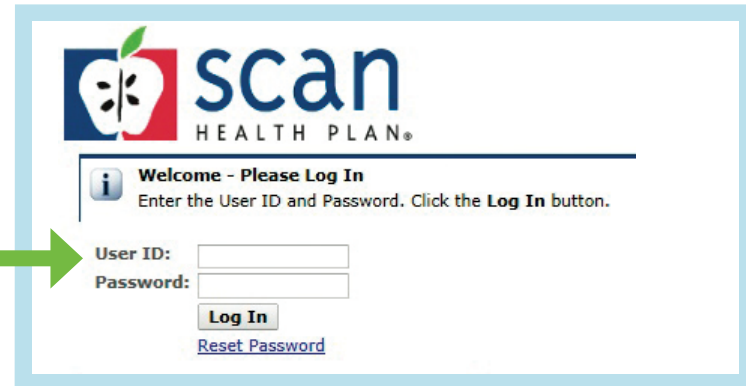 scan
HEALTH PLAN®
i
Welcome - Please Log In
Enter the User ID and Password. Click the Log In button.
User ID:
Password:
Log In
Reset Password